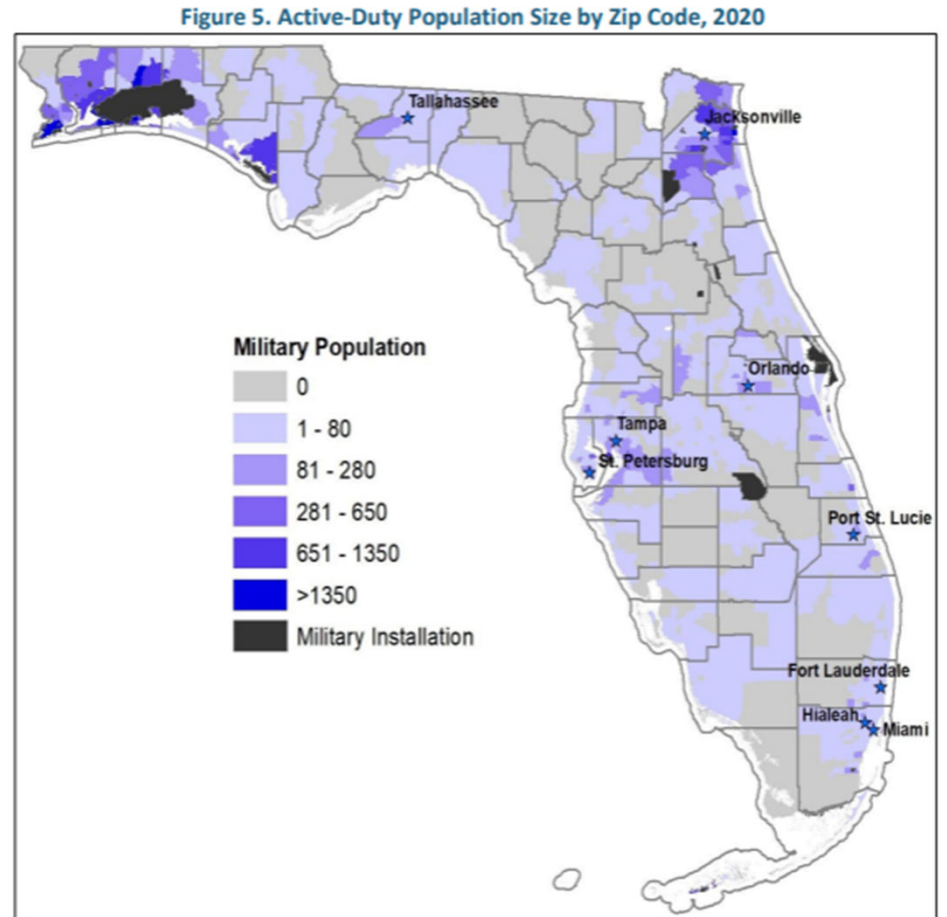 Figure 5. Active-Duty Population Size by Zip Code, 2020
Tallahassee
Jacksonville
Military Population
0
1 - 80
81 - 280
281 - 650
651 - 1350
>1350
Military Installation
Orlando
Tampa
St. Petersburg
Port St. Lucie
Fort Lauderdale
Hialeah
Miami